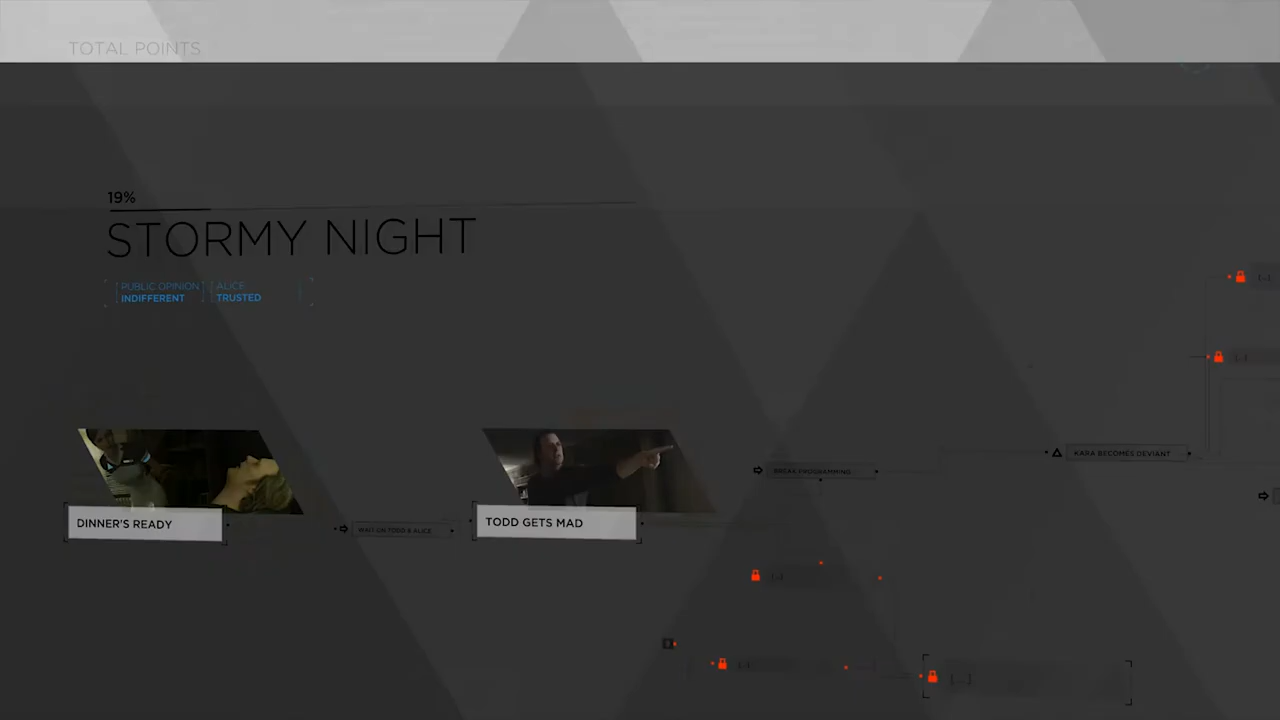 TOTAL POINTS
19%
STORMY NIGHT
PUBLIC OPINION
INDIFFERENT
ALICE
TRUSTED
DINNER'S READY
WAIT ON TODD & ALICE
TODD GETS MAD
BREAK PROGRAMMING
KARA BECOMES DEVIANT